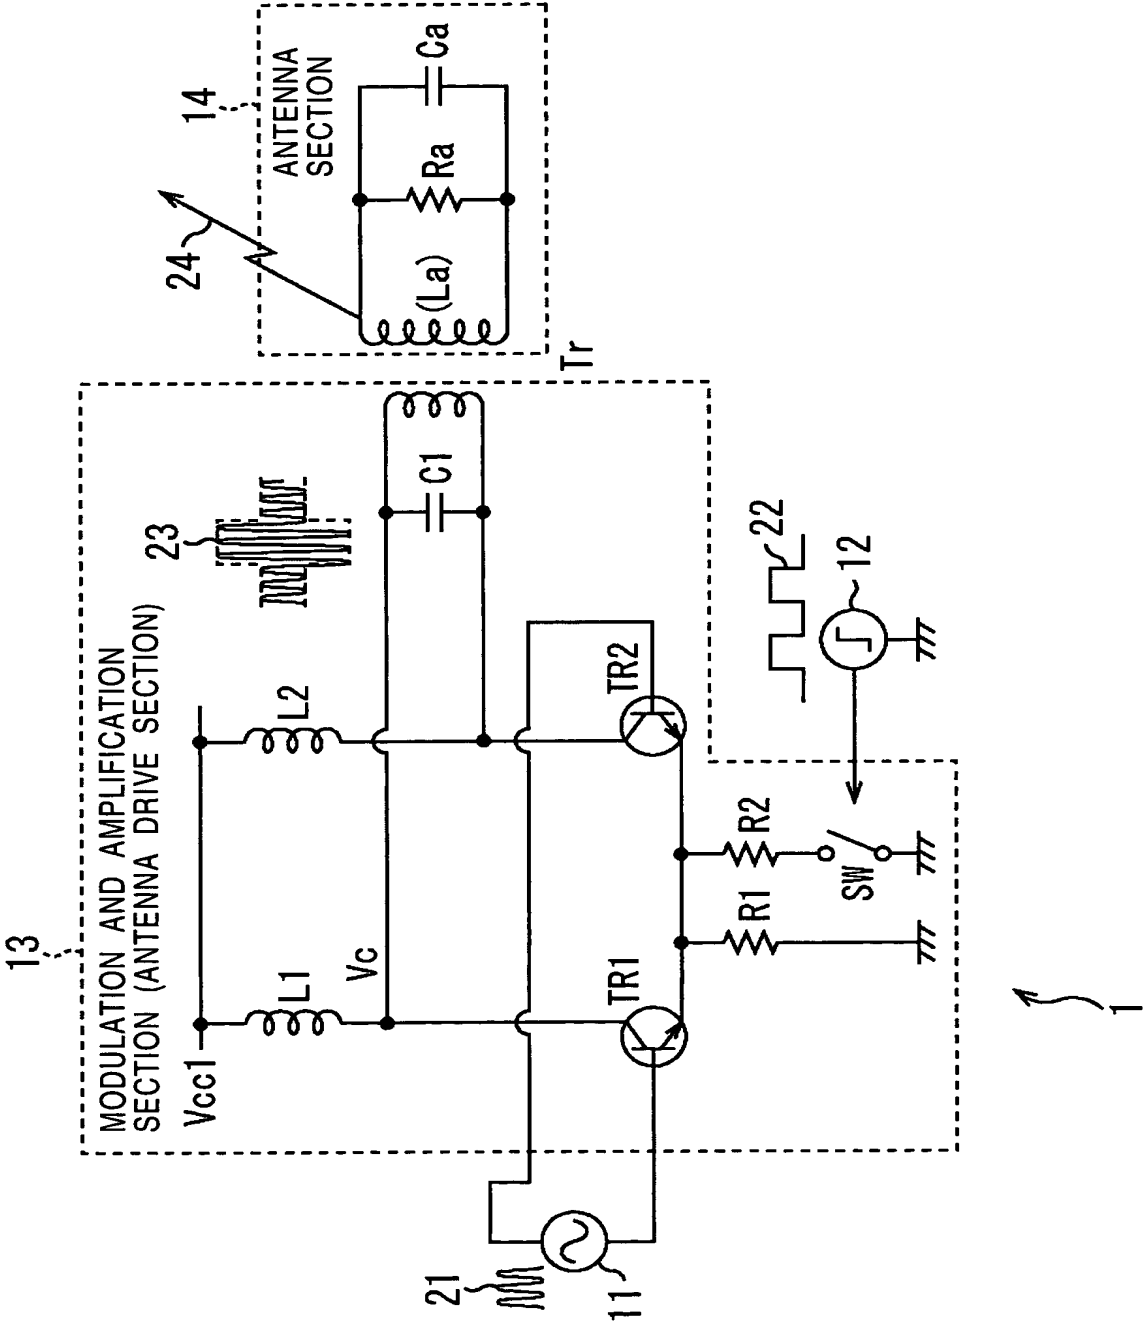 13
MODULATION AND AMPLIFICATION
SECTION (ANTENNA DRIVE SECTION)
Vcc1
L1
L2
Vc
23
C1
24
14
ANTENNA
SECTION
(La)
Ra
Ca
Tr
TR1
TR2
21
11
R1
R2
SW
22
12
1